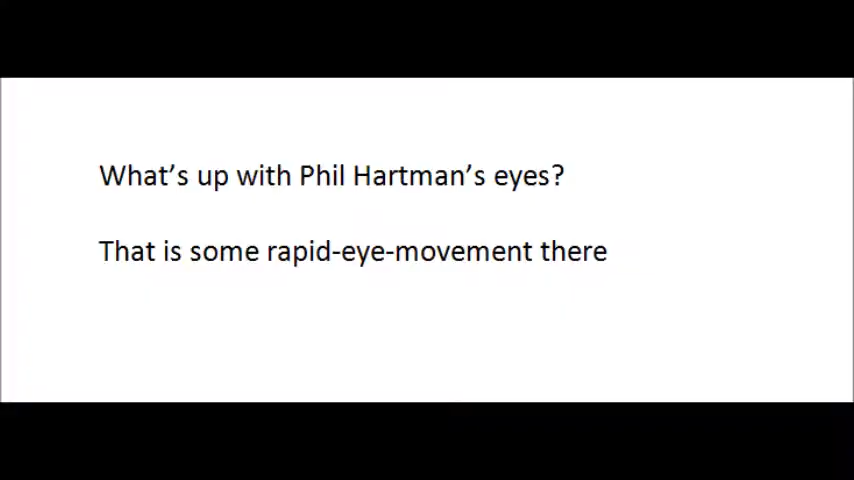 What’s up with Phil Hartman’s eyes?
That is some rapid-eye-movement there